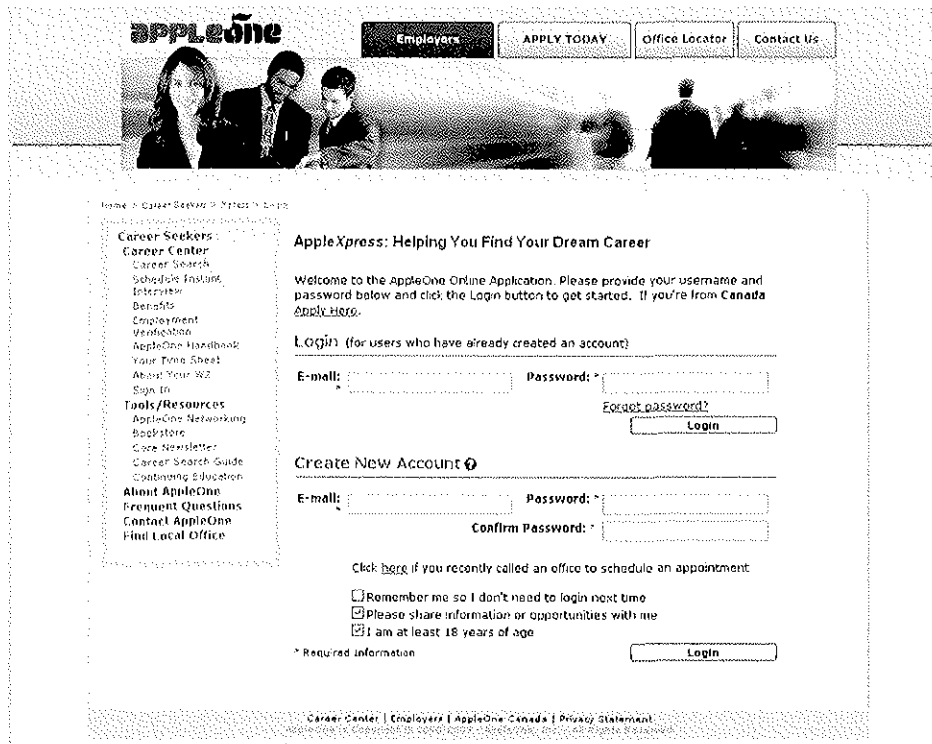 appleone
Employers
APPLY TODAY
Office Locator
Contact Us
Home > Career Seekers > Xpress > Login
Career Seekers
Career Center
Career Search
Schedule Instant
Interview
Benefits
Employment
Verification
AppleOne Handbook
Your Time Sheet
About Your W2
Sign In
Tools/Resources
AppleOne Networking
Bookstore
Core Newsletter
Career Search Guide
Continuing Education
About AppleOne
Frequent Questions
Contact AppleOne
Find Local Office
AppleXpress: Helping You Find Your Dream Career
Welcome to the AppleOne Online Application. Please provide your username and
password below and click the Login button to get started. If you're from Canada
Apply Here.
Login (for users who have already created an account)
E-mail: * Password: *
Forgot password?
Login
Create New Account
E-mail: * Password: *
Confirm Password: *
Click here if you recently called an office to schedule an appointment
Remember me so I don't need to login next time
Please share information or opportunities with me
I am at least 18 years of age
* Required Information
Login
Career Center | Employers | AppleOne Canada | Privacy Statement